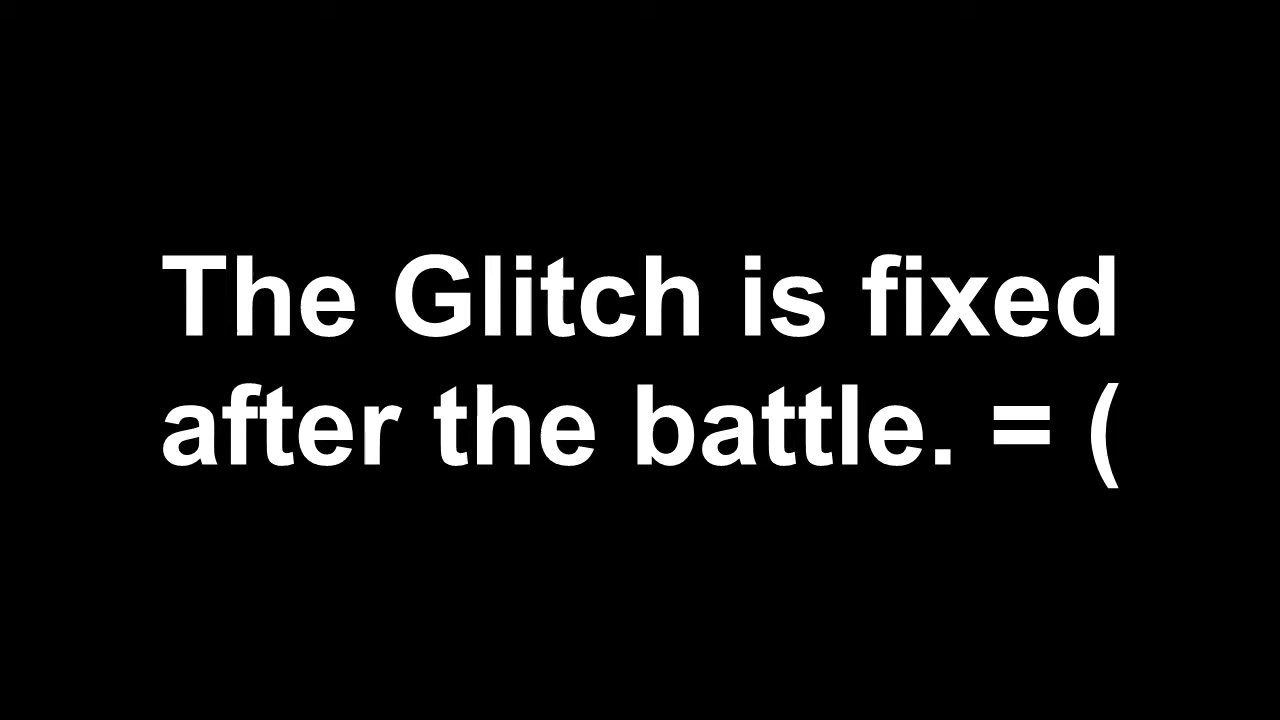 The Glitch is fixed
after the battle. = (